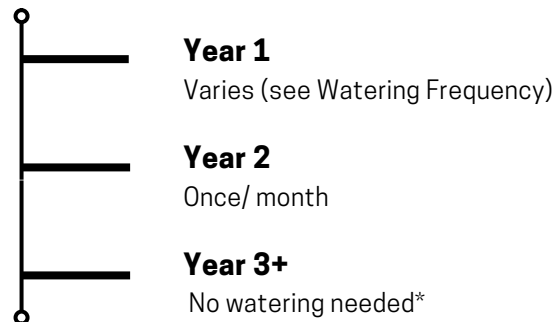 Year 1
Varies (see Watering Frequency)
Year 2
Once/ month
Year 3+
No watering needed*